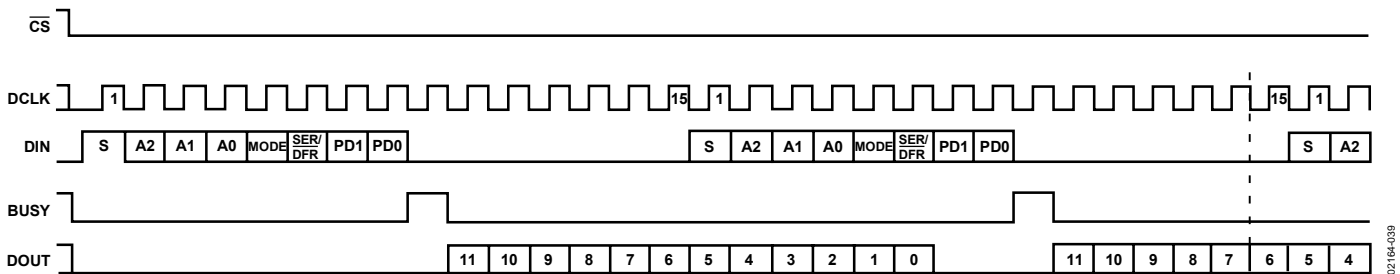 CS
DCLK 1 15 1 15 1
DIN S A2 A1 A0 MODE SER/DFR PD1 PD0 S A2 A1 A0 MODE SER/DFR PD1 PD0 S A2
BUSY
DOUT 11 10 9 8 7 6 5 4 3 2 1 0 11 10 9 8 7 6 5 4
02164-039